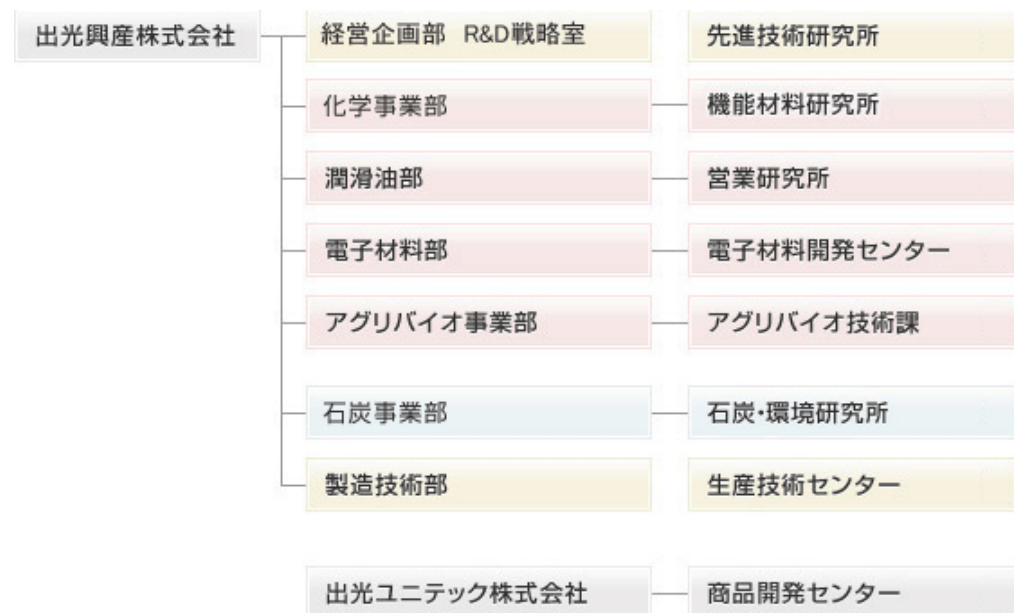 出光興産株式会社
経営企画部 R&D戦略室
先進技術研究所
化学事業部
機能材料研究所
潤滑油部
営業研究所
電子材料部
電子材料開発センター
アグリバイオ事業部
アグリバイオ技術課
石炭事業部
石炭・環境研究所
製造技術部
生産技術センター
出光ユニテック株式会社
商品開発センター